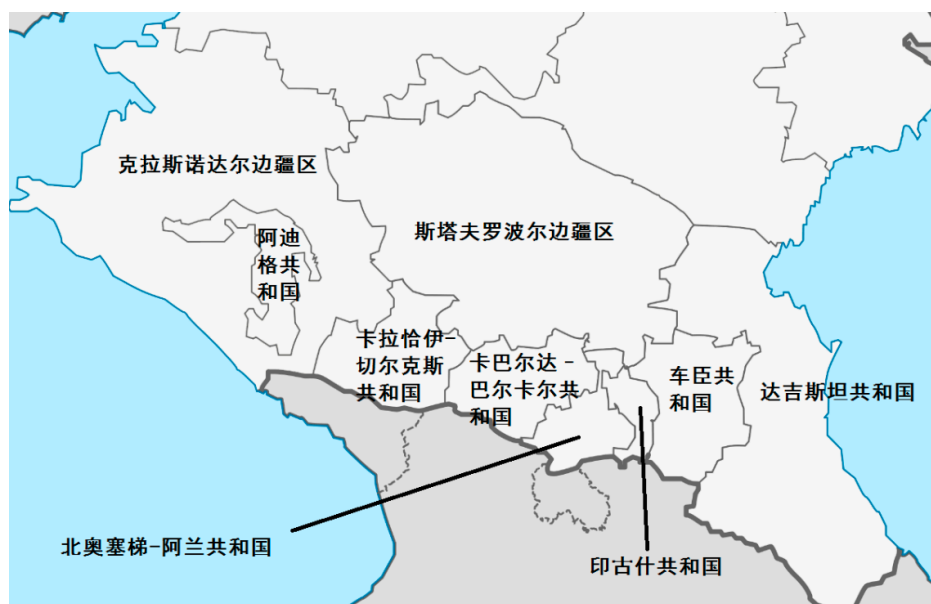 克拉斯诺达尔边疆区
斯塔夫罗波尔边疆区
阿迪
格共
和国
卡拉恰伊-
切尔克斯
共和国
卡巴尔达-
巴尔卡尔共
和国
车臣共
和国
达吉斯坦共和国
北奥塞梯-阿兰共和国
印古什共和国